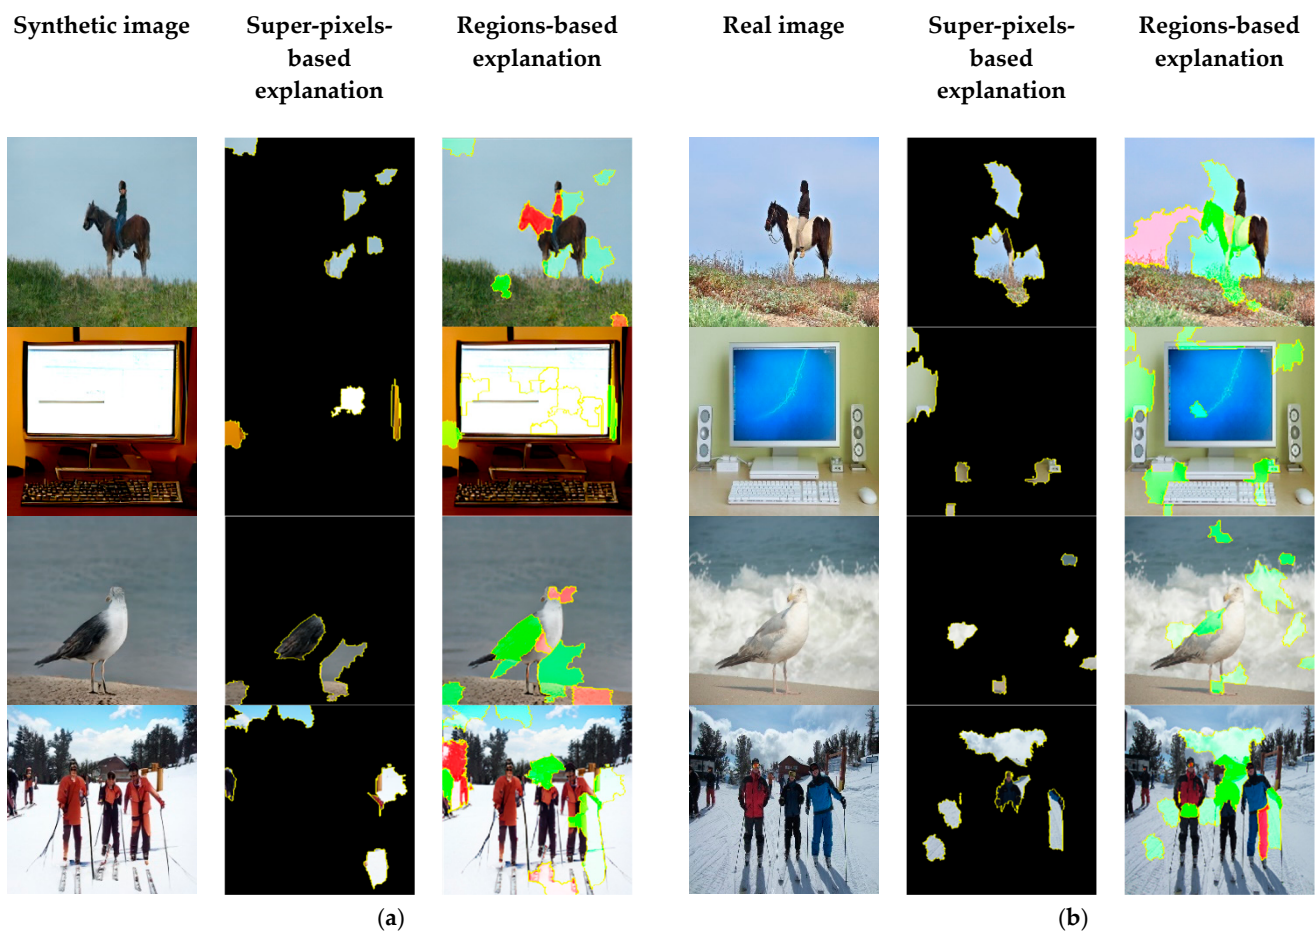 Synthetic image
Super-pixels-
based
explanation
Regions-based
explanation
Real image
Super-pixels-
based
explanation
Regions-based
explanation
(a)
(b)